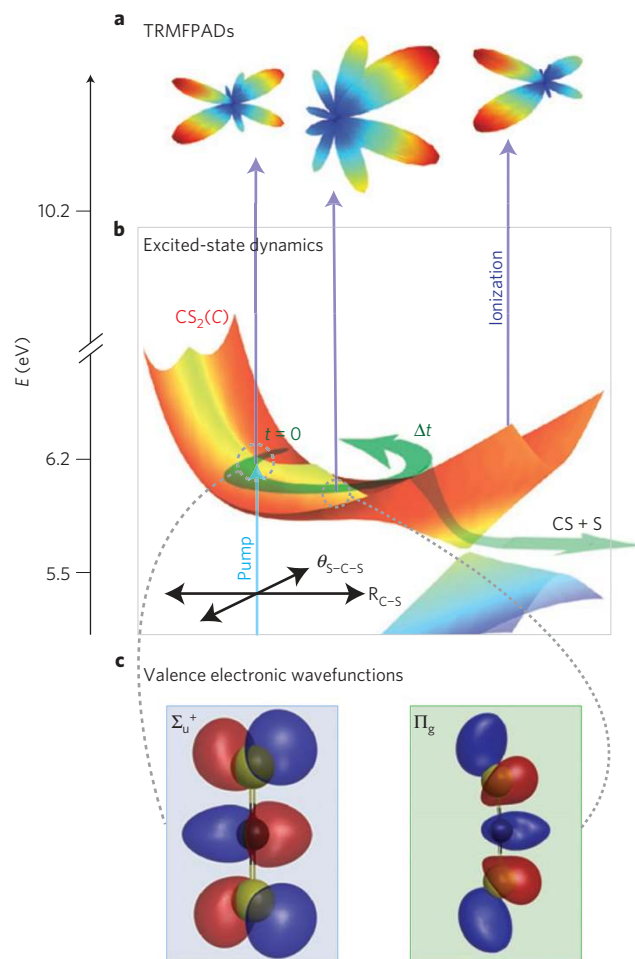 a TRMFPADs
10.2
b Excited-state dynamics
Ionization
CS₂(C)
E (eV)
t = 0
Δt
6.2
CS + S
5.5
Pump
θS–C–S
RC–S
c Valence electronic wavefunctions
Σu⁺
Πg